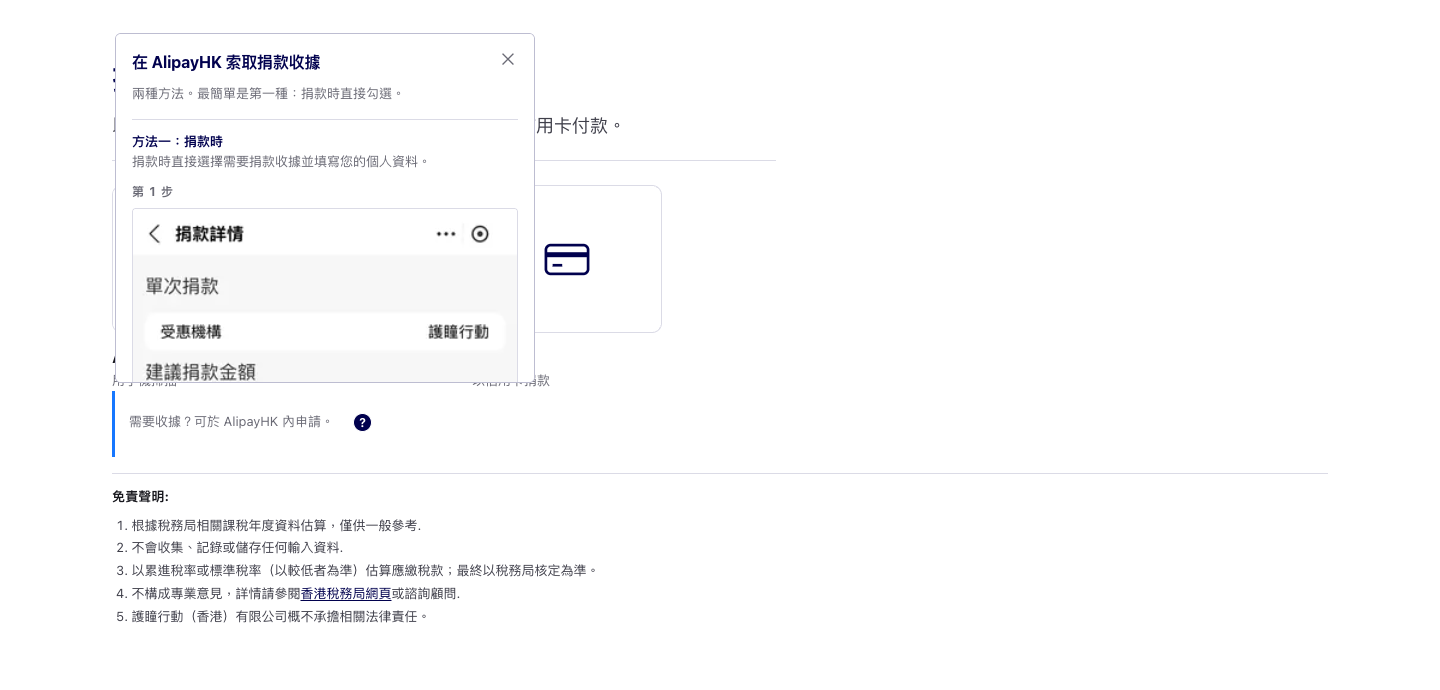 在 AlipayHK 索取捐款收據
兩種方法。最簡單是第一種：捐款時直接勾選。
用卡付款。
方法一：捐款時
捐款時直接選擇需要捐款收據並填寫您的個人資料。
第 1 步
捐款詳情
單次捐款
受惠機構 護瞳行動
建議捐款金額
需要收據？可於 AlipayHK 內申請。 ?
免責聲明:
1. 根據稅務局相關課稅年度資料估算，僅供一般參考.
2. 不會收集、記錄或儲存任何輸入資料.
3. 以累進稅率或標準稅率（以較低者為準）估算應繳稅款；最終以稅務局核定為準。
4. 不構成專業意見，詳情請參閱香港稅務局網頁或諮詢顧問.
5. 護瞳行動（香港）有限公司概不承擔相關法律責任。